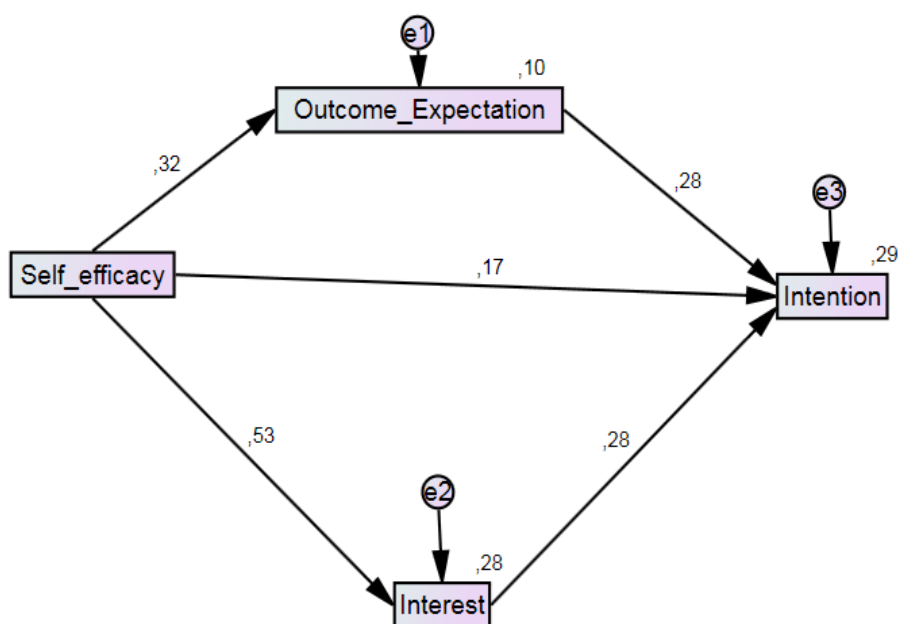 e1
,10
Outcome_Expectation
,32
,28
e3
,29
Self_efficacy
,17
Intention
,53
,28
e2
,28
Interest